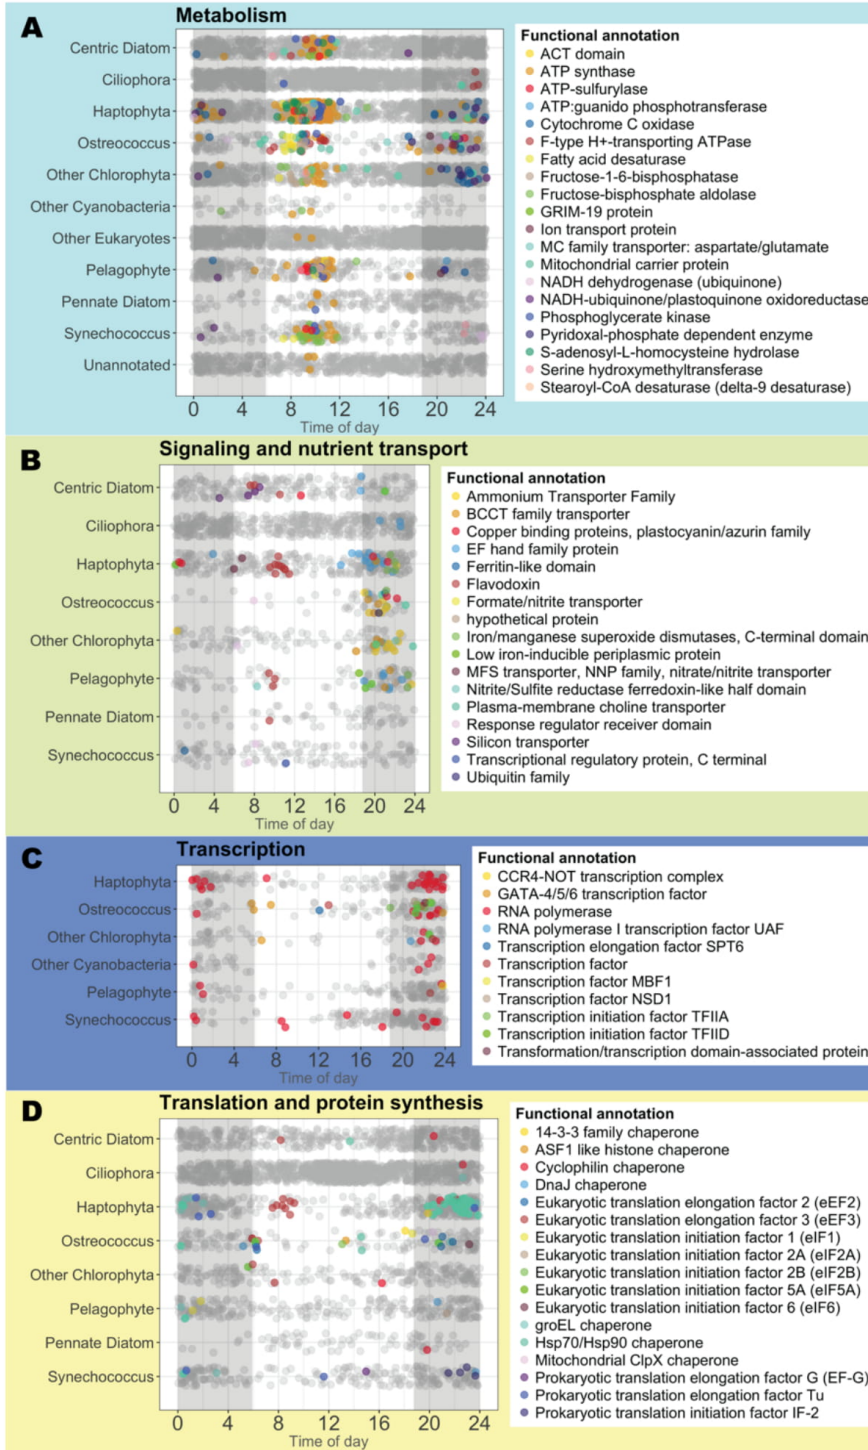 A
Metabolism
Centric Diatom
Ciliophora
Haptophyta
Ostreococcus
Other Chlorophyta
Other Cyanobacteria
Other Eukaryotes
Pelagophyte
Pennate Diatom
Synechococcus
Unannotated
0 4 8 12 16 20 24
Time of day
Functional annotation
ACT domain
ATP synthase
ATP-sulfurylase
ATP:guanido phosphotransferase
Cytochrome C oxidase
F-type H+-transporting ATPase
Fatty acid desaturase
Fructose-1-6-bisphosphatase
Fructose-bisphosphate aldolase
GRIM-19 protein
Ion transport protein
MC family transporter: aspartate/glutamate
Mitochondrial carrier protein
NADH dehydrogenase (ubiquinone)
NADH-ubiquinone/plastoquinone oxidoreductase
Phosphoglycerate kinase
Pyridoxal-phosphate dependent enzyme
S-adenosyl-L-homocysteine hydrolase
Serine hydroxymethyltransferase
Stearoyl-CoA desaturase (delta-9 desaturase)
B
Signaling and nutrient transport
Centric Diatom
Ciliophora
Haptophyta
Ostreococcus
Other Chlorophyta
Pelagophyte
Pennate Diatom
Synechococcus
0 4 8 12 16 20 24
Time of day
Functional annotation
Ammonium Transporter Family
BCCT family transporter
Copper binding proteins, plastocyanin/azurin family
EF hand family protein
Ferritin-like domain
Flavodoxin
Formate/nitrite transporter
hypothetical protein
Iron/manganese superoxide dismutases, C-terminal domain
Low iron-inducible periplasmic protein
MFS transporter, NNP family, nitrate/nitrite transporter
Nitrite/Sulfite reductase ferredoxin-like half domain
Plasma-membrane choline transporter
Response regulator receiver domain
Silicon transporter
Transcriptional regulatory protein, C terminal
Ubiquitin family
C
Transcription
Haptophyta
Ostreococcus
Other Chlorophyta
Other Cyanobacteria
Pelagophyte
Synechococcus
0 4 8 12 16 20 24
Time of day
Functional annotation
CCR4-NOT transcription complex
GATA-4/5/6 transcription factor
RNA polymerase
RNA polymerase I transcription factor UAF
Transcription elongation factor SPT6
Transcription factor
Transcription factor MBF1
Transcription factor NSD1
Transcription initiation factor TFIIA
Transcription initiation factor TFIID
Transformation/transcription domain-associated protein
D
Translation and protein synthesis
Centric Diatom
Ciliophora
Haptophyta
Ostreococcus
Other Chlorophyta
Pelagophyte
Pennate Diatom
Synechococcus
0 4 8 12 16 20 24
Time of day
Functional annotation
14-3-3 family chaperone
ASF1 like histone chaperone
Cyclophilin chaperone
DnaJ chaperone
Eukaryotic translation elongation factor 2 (eEF2)
Eukaryotic translation elongation factor 3 (eEF3)
Eukaryotic translation initiation factor 1 (eIF1)
Eukaryotic translation initiation factor 2A (eIF2A)
Eukaryotic translation initiation factor 2B (eIF2B)
Eukaryotic translation initiation factor 5A (eIF5A)
Eukaryotic translation initiation factor 6 (eIF6)
groEL chaperone
Hsp70/Hsp90 chaperone
Mitochondrial ClpX chaperone
Prokaryotic translation elongation factor G (EF-G)
Prokaryotic translation elongation factor Tu
Prokaryotic translation initiation factor IF-2